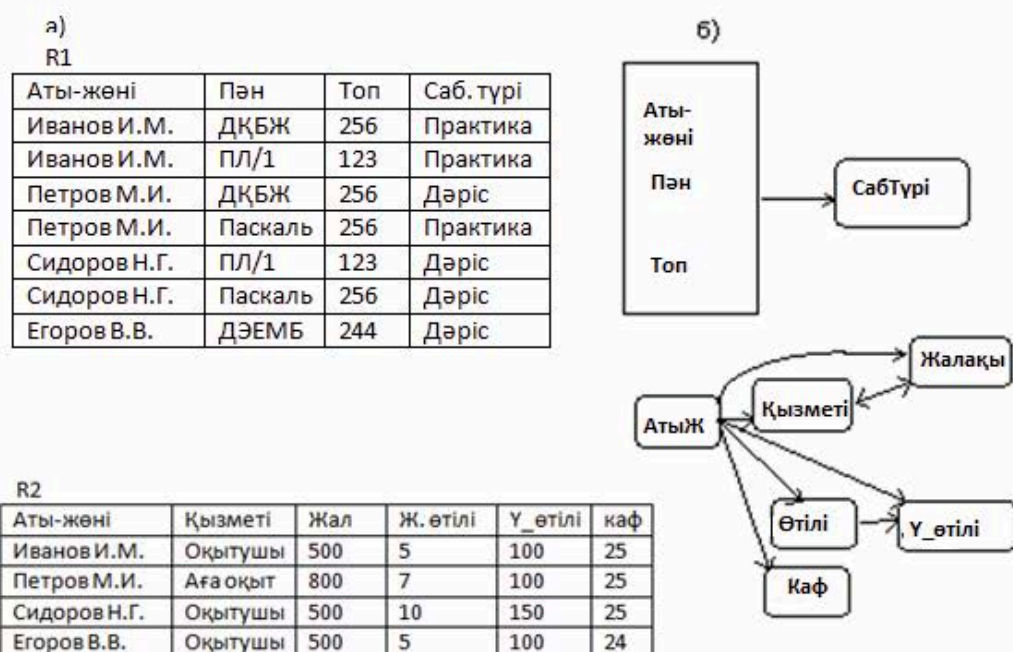 а)
R1
Аты-жөні Пән Топ Саб. түрі
Иванов И.М. ДҚБЖ 256 Практика
Иванов И.М. ПЛ/1 123 Практика
Петров М.И. ДҚБЖ 256 Дәріс
Петров М.И. Паскаль 256 Практика
Сидоров Н.Г. ПЛ/1 123 Дәріс
Сидоров Н.Г. Паскаль 256 Дәріс
Егоров В.В. ДЭЕМБ 244 Дәріс
б)
Аты-
жөні
Пән
Топ
СабТүрі
Жалақы
Қызметі
АтыЖ
Өтілі
Ү_өтілі
Каф
R2
Аты-жөні Қызметі Жал Ж. өтілі Ү_өтілі каф
Иванов И.М. Оқытушы 500 5 100 25
Петров М.И. Аға оқыт 800 7 100 25
Сидоров Н.Г. Оқытушы 500 10 150 25
Егоров В.В. Оқытушы 500 5 100 24